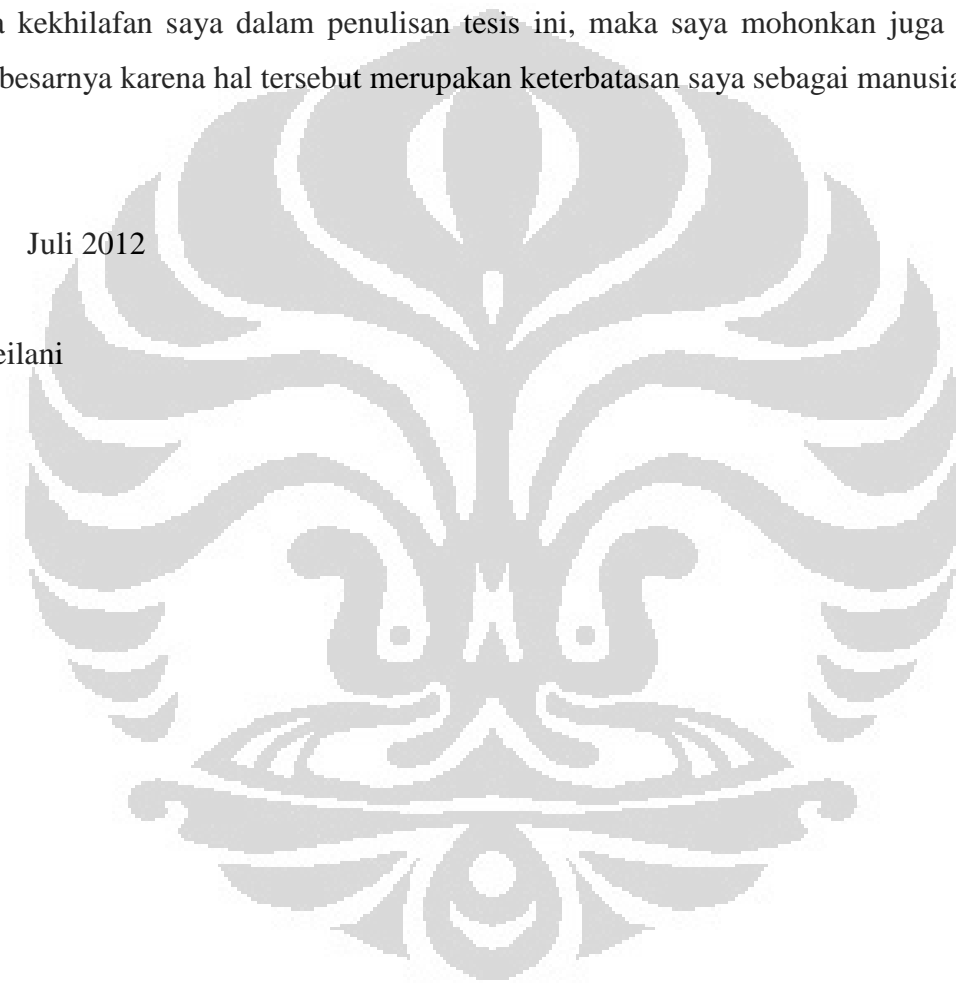 kekhilafan saya dalam penulisan tesis ini, maka saya mohonkan juga
besarnya karena hal tersebut merupakan keterbatasan saya sebagai manusia
Juli 2012
eilani